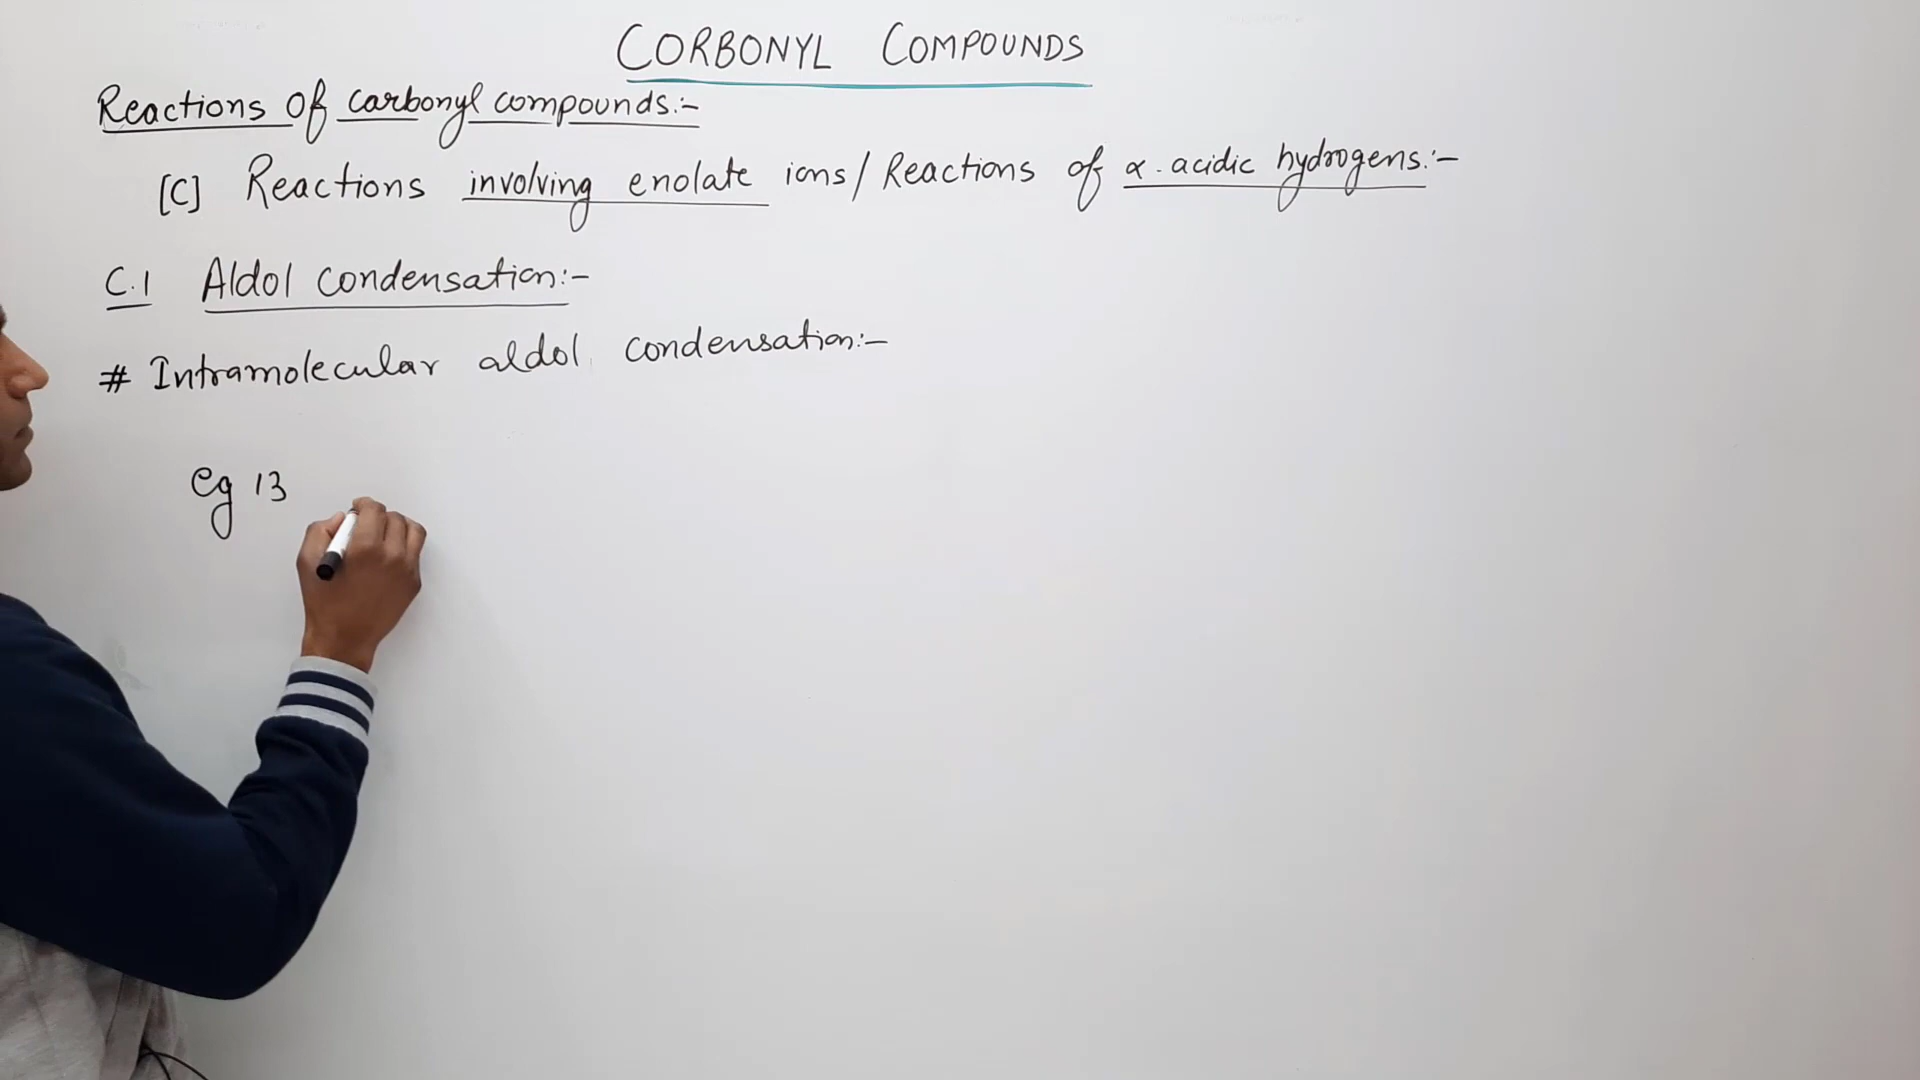 CORBONYL COMPOUNDS
Reactions Of carbonyl compounds:-
[C] Reactions involving enolate ions/Reactions of α. acidic hydrogens:-
C.1 Aldol condensation:-
# Intramolecular aldol condensation:-
eg 13